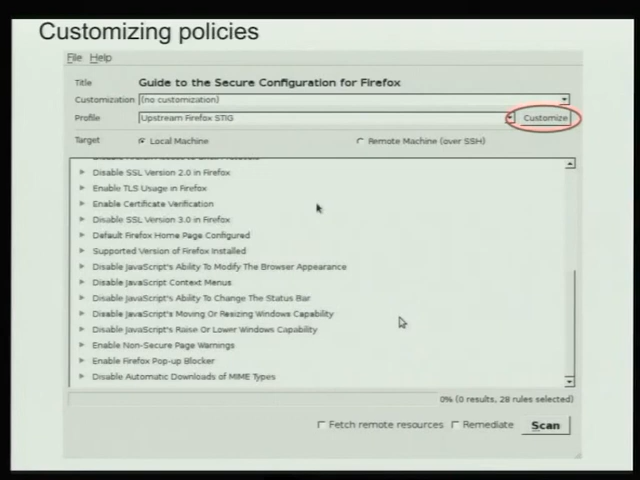 Customizing policies
File Help
Title Guide to the Secure Configuration for Firefox
Customization (no customization)
Profile Upstream Firefox STIG Customize
Target Local Machine Remote Machine (over SSH)
Disable SSL Version 2.0 in Firefox
Enable TLS Usage in Firefox
Enable Certificate Verification
Disable SSL Version 3.0 in Firefox
Default Firefox Home Page Configured
Supported Version of Firefox Installed
Disable JavaScript's Ability To Modify The Browser Appearance
Disable JavaScript Context Menus
Disable JavaScript's Ability To Change The Status Bar
Disable JavaScript's Moving Or Resizing Windows Capability
Disable JavaScript's Raise Or Lower Windows Capability
Enable Non-Secure Page Warnings
Enable Firefox Pop-up Blocker
Disable Automatic Downloads of MIME Types
0% (0 results, 28 rules selected)
Fetch remote resources Remediate Scan